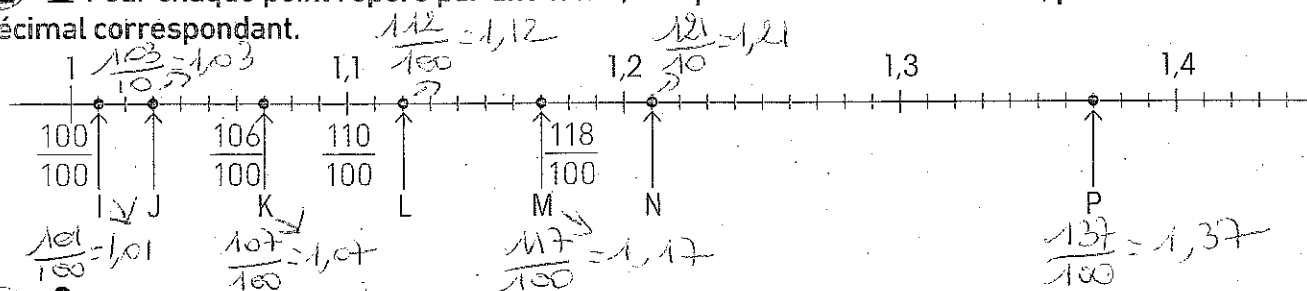 écimal correspondant.
112/100 = 1,12
121/10 = 1,21
103/10 = 1,03
1 1,1 1,2 1,3 1,4
100/100 106/100 110/100 118/100
I J K L M N P
101/100 = 1,01 107/100 = 1,07 117/100 = 1,17 137/100 = 1,37